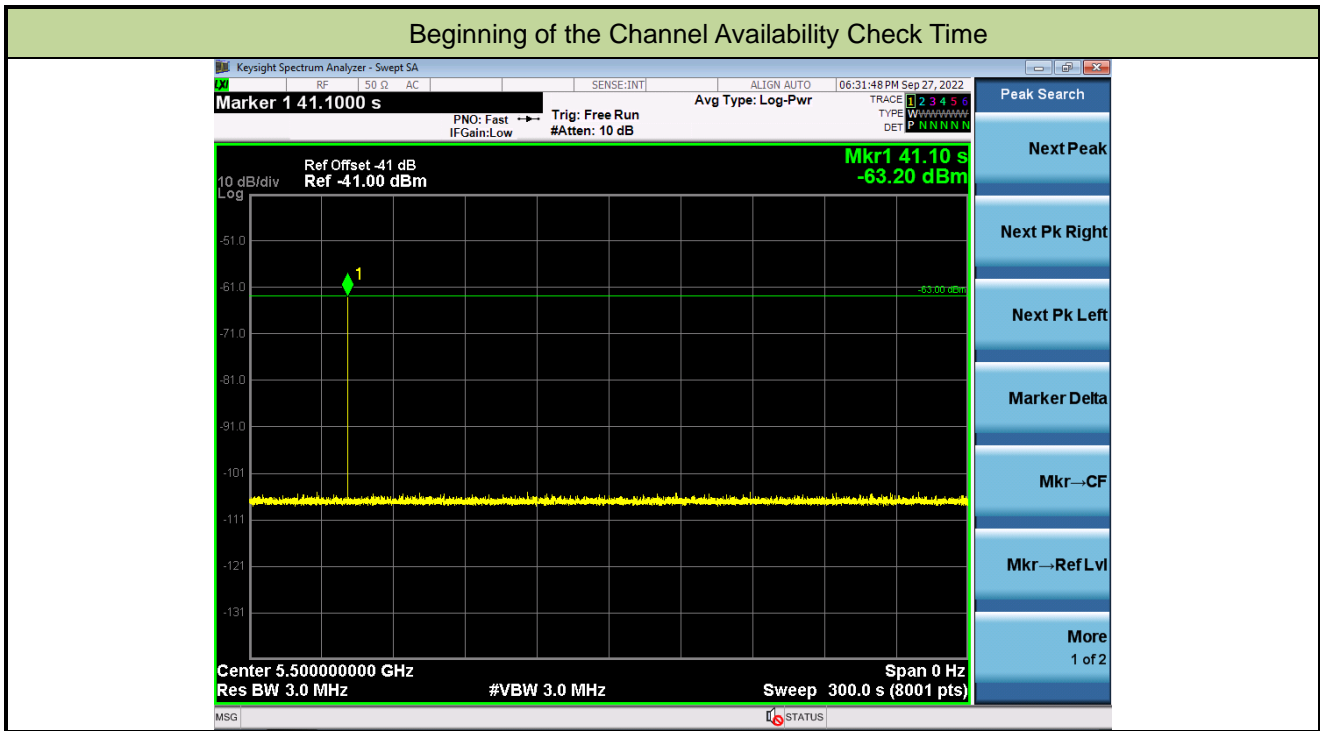 Beginning of the Channel Availability Check Time
Keysight Spectrum Analyzer - Swept SA
LXI RF 50 Ω AC SENSE:INT ALIGN AUTO 06:31:48 PM Sep 27, 2022
Marker 1 41.1000 s
PNO: Fast
IFGain:Low
Trig: Free Run
#Atten: 10 dB
Avg Type: Log-Pwr
TRACE 1 2 3 4 5 6
TYPE WWWWWW
DET P N N N N N
Peak Search
Next Peak
Next Pk Right
Next Pk Left
Marker Delta
Mkr→CF
Mkr→Ref Lvl
More
1 of 2
Ref Offset -41 dB
10 dB/div Ref -41.00 dBm
Log
Mkr1 41.10 s
-63.20 dBm
1
-51.0
-61.0
-63.00 dBm
-71.0
-81.0
-91.0
-101
-111
-121
-131
Center 5.500000000 GHz Span 0 Hz
Res BW 3.0 MHz #VBW 3.0 MHz Sweep 300.0 s (8001 pts)
MSG STATUS